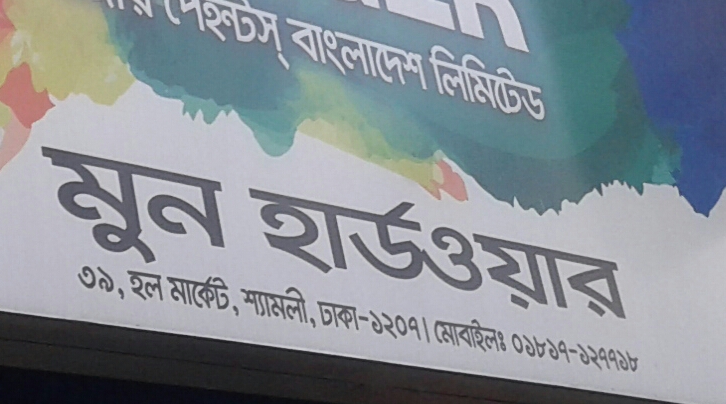 পেইন্টস্ বাংলাদেশ লিমিটেড
মুন হার্ডওয়ার
৩৯, হল মার্কেট, শ্যামলী, ঢাকা-১২০৭। মোবাইলঃ ০১৮১৭-১২৭৭১৮